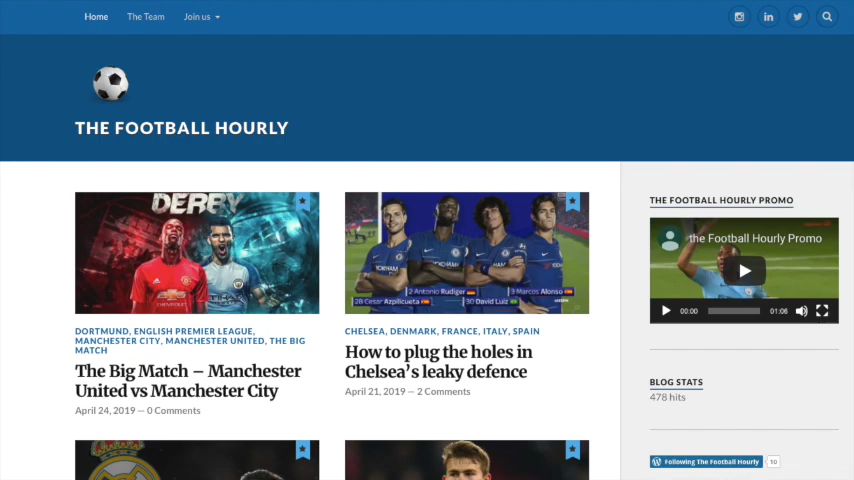 Home The Team Join us
THE FOOTBALL HOURLY
DERBY
CHEVROLET
YOKOHAM
YOKOHAMA
2 Antonio Rudiger
3 Marcos Alonso
28 Cesar Azpilicueta
30 David Luiz
DORTMUND, ENGLISH PREMIER LEAGUE,
MANCHESTER CITY, MANCHESTER UNITED, THE BIG
MATCH
The Big Match – Manchester
United vs Manchester City
April 24, 2019 — 0 Comments
CHELSEA, DENMARK, FRANCE, ITALY, SPAIN
How to plug the holes in
Chelsea's leaky defence
April 21, 2019 — 2 Comments
THE FOOTBALL HOURLY PROMO
the Football Hourly Promo
00:00 01:06
BLOG STATS
478 hits
Following The Football Hourly 10